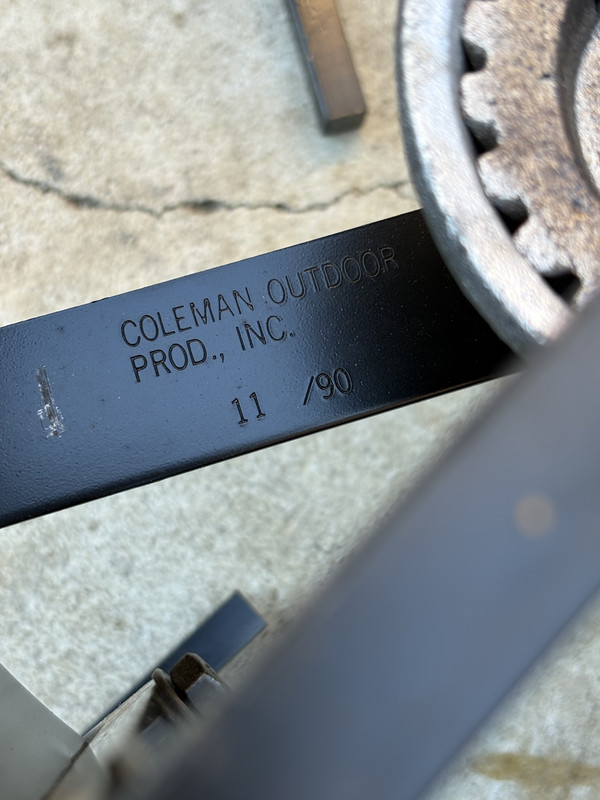 COLEMAN OUTDOOR
PROD., INC.
11 /90